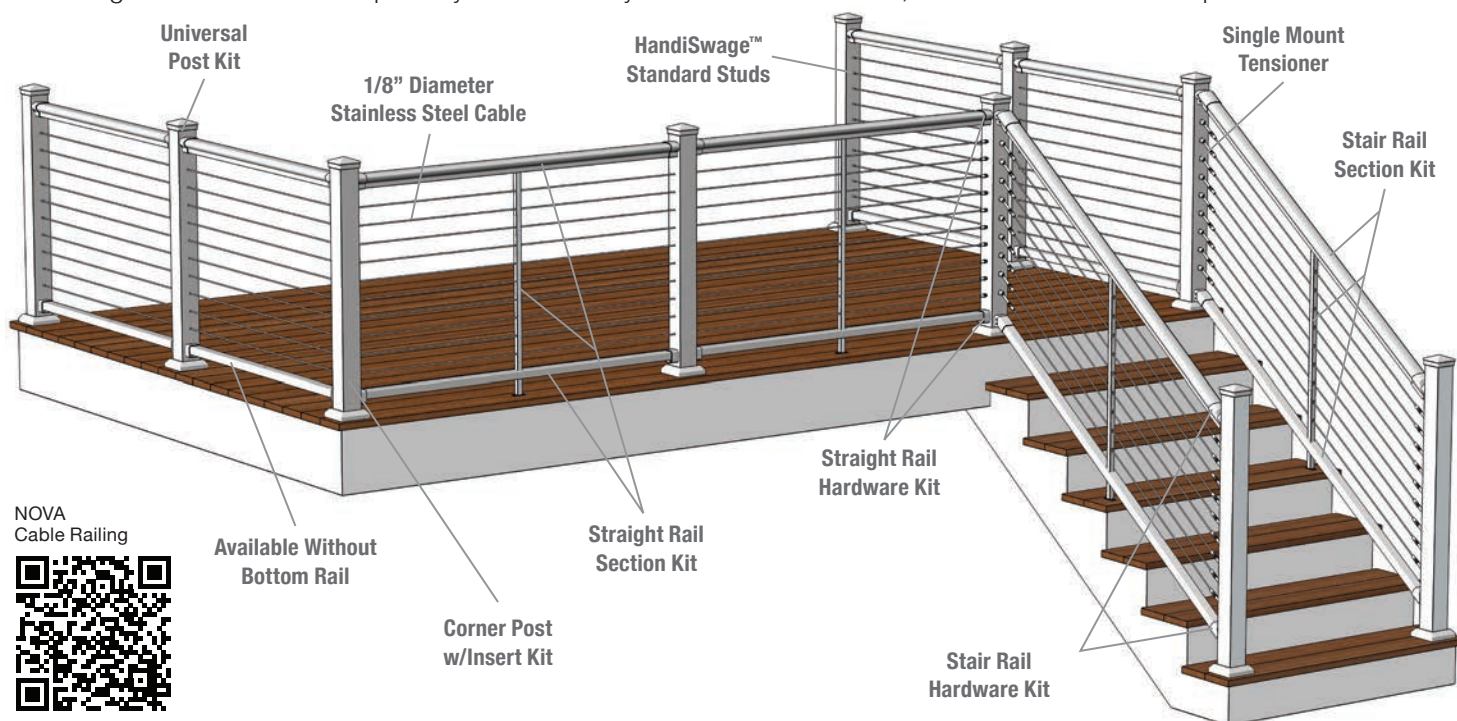 Universal
Post Kit
1/8” Diameter
Stainless Steel Cable
HandiSwage™
Standard Studs
Single Mount
Tensioner
Stair Rail
Section Kit
Straight Rail
Hardware Kit
NOVA
Cable Railing
Available Without
Bottom Rail
Straight Rail
Section Kit
Corner Post
w/Insert Kit
Stair Rail
Hardware Kit